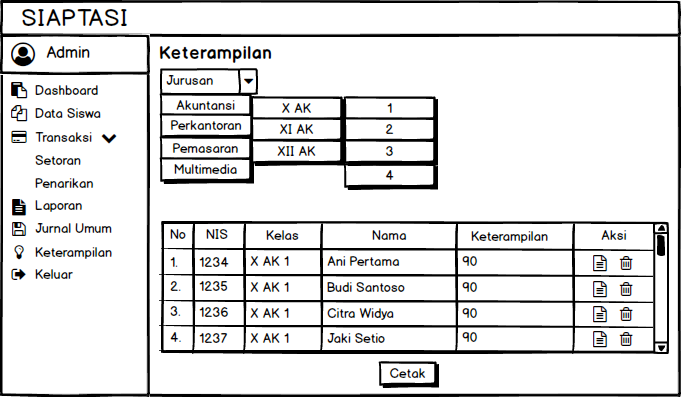 SIAPTASI
Admin
Dashboard
Data Siswa
Transaksi
Setoran
Penarikan
Laporan
Jurnal Umum
Keterampilan
Keluar
Keterampilan
Jurusan
Akuntansi X AK 1
Perkantoran XI AK 2
Pemasaran XII AK 3
Multimedia 4
No NIS Kelas Nama Keterampilan Aksi
1. 1234 X AK 1 Ani Pertama 90
2. 1235 X AK 1 Budi Santoso 90
3. 1236 X AK 1 Citra Widya 90
4. 1237 X AK 1 Jaki Setio 90
Cetak